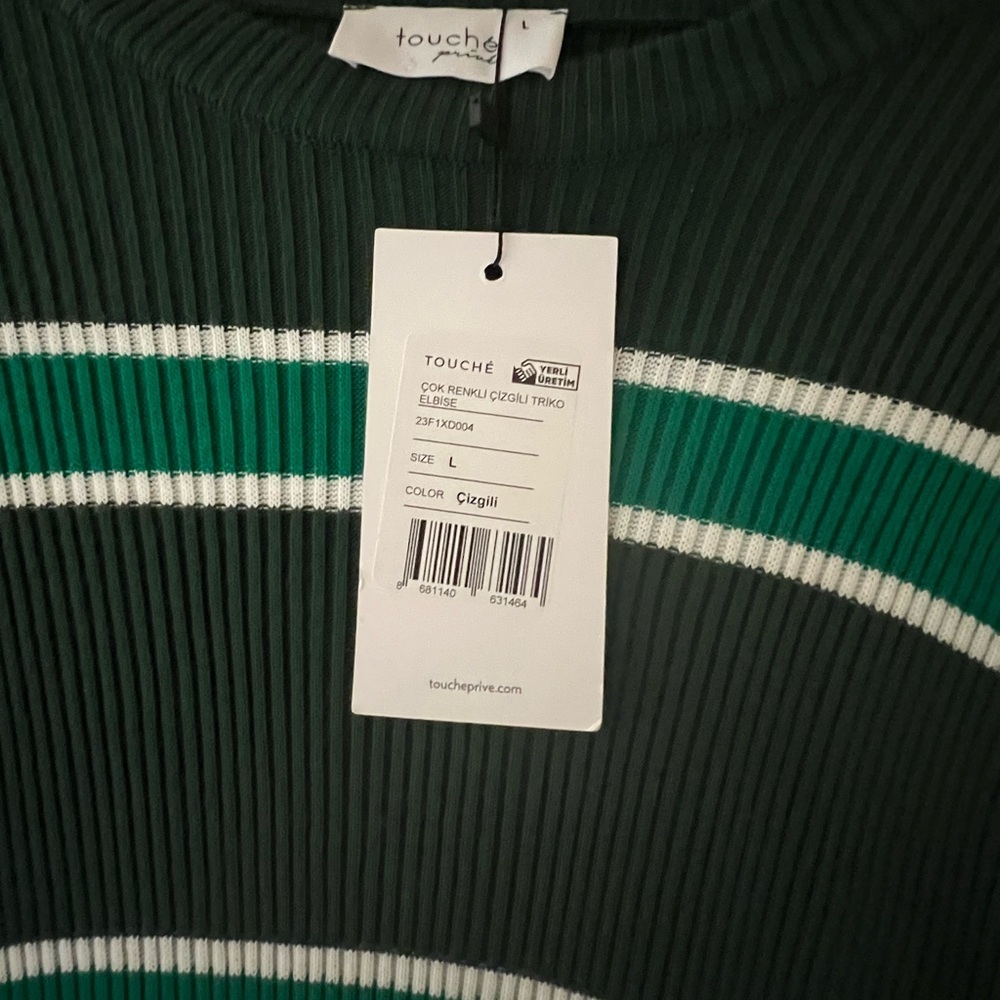 touché
privé
L
TOUCHÉ
YERLİ
ÜRETİM
ÇOK RENKLİ ÇİZGİLİ TRİKO
ELBİSE
23F1XD004
SIZE L
COLOR Çizgili
8 681140 631464
toucheprive.com